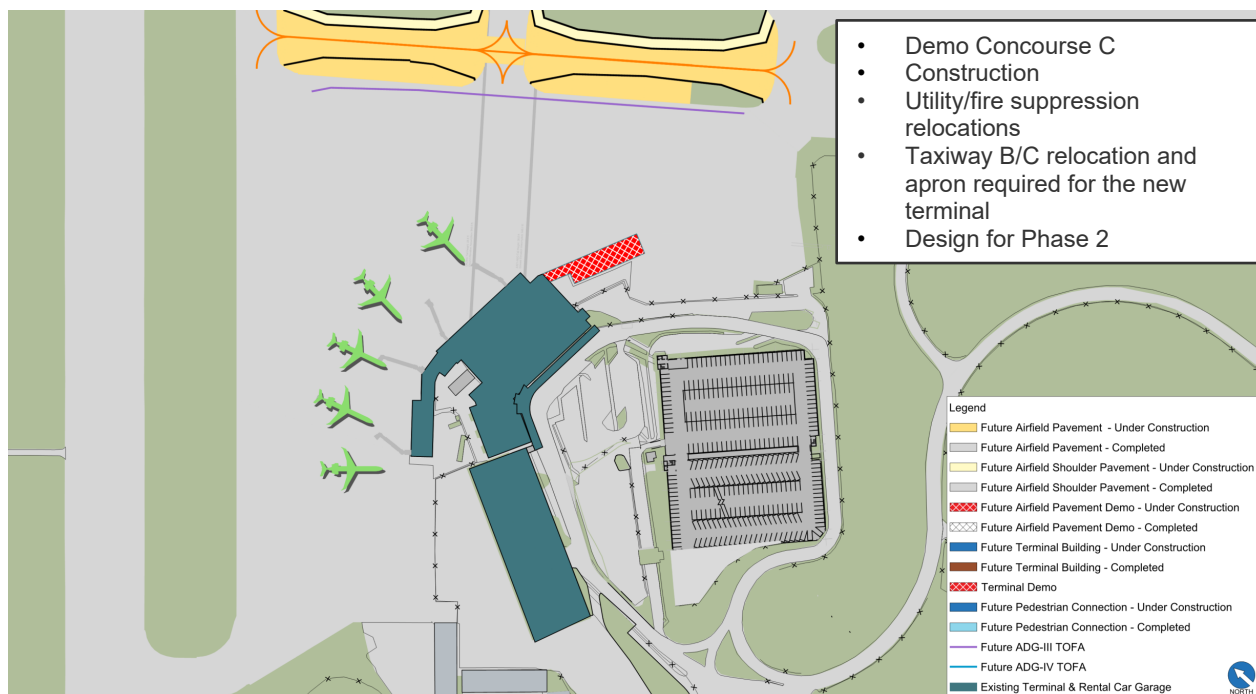 • Demo Concourse C
• Construction
• Utility/fire suppression
relocations
• Taxiway B/C relocation and
apron required for the new
terminal
• Design for Phase 2
Legend
Future Airfield Pavement - Under Construction
Future Airfield Pavement - Completed
Future Airfield Shoulder Pavement - Under Construction
Future Airfield Shoulder Pavement - Completed
Future Airfield Pavement Demo - Under Construction
Future Airfield Pavement Demo - Completed
Future Terminal Building - Under Construction
Future Terminal Building - Completed
Terminal Demo
Future Pedestrian Connection - Under Construction
Future Pedestrian Connection - Completed
Future ADG-III TOFA
Future ADG-IV TOFA
Existing Terminal & Rental Car Garage
NORTH